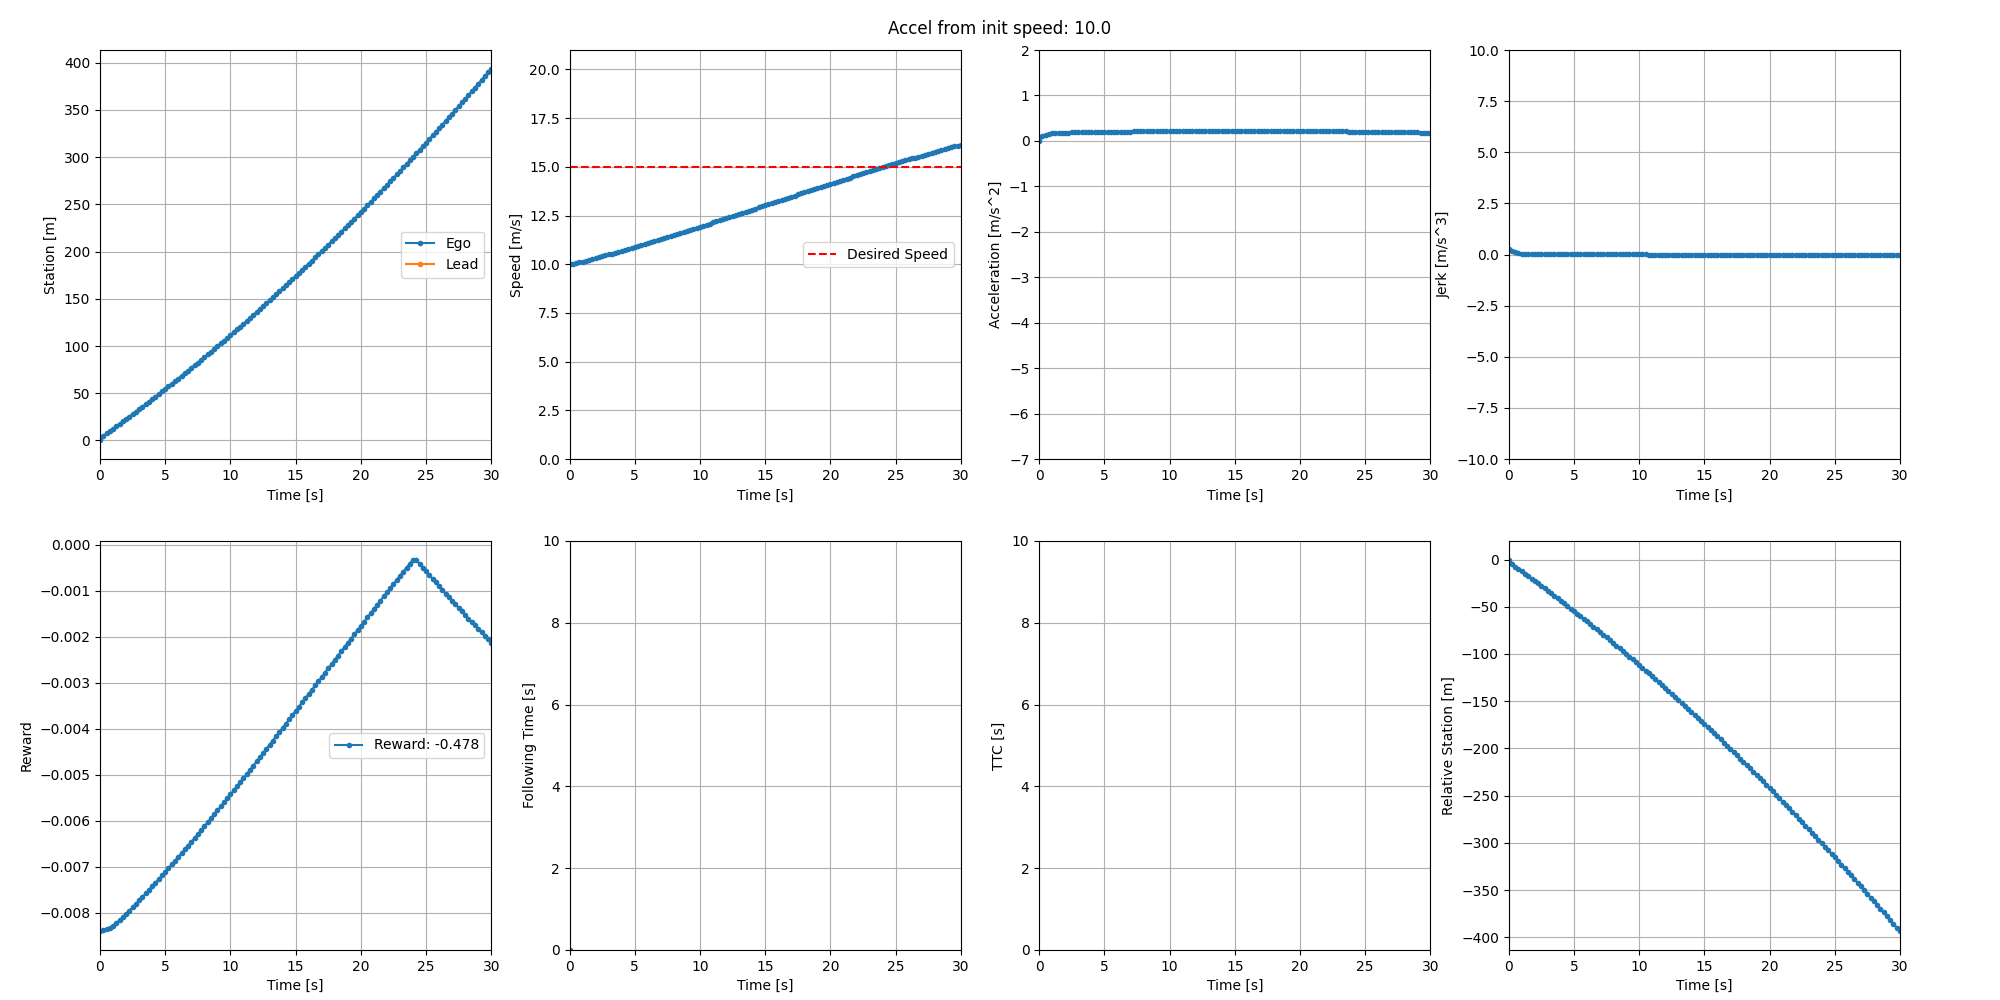 Accel from init speed: 10.0
400
350
300
250
200
150
100
50
0
Station [m]
Ego
Lead
0 5 10 15 20 25 30
Time [s]
20.0
17.5
15.0
12.5
10.0
7.5
5.0
2.5
0.0
Speed [m/s]
Desired Speed
0 5 10 15 20 25 30
Time [s]
2
1
0
−1
−2
−3
−4
−5
−6
−7
Acceleration [m/s^2]
0 5 10 15 20 25 30
Time [s]
10.0
7.5
5.0
2.5
0.0
−2.5
−5.0
−7.5
−10.0
Jerk [m/s^3]
0 5 10 15 20 25 30
Time [s]
0.000
−0.001
−0.002
−0.003
−0.004
−0.005
−0.006
−0.007
−0.008
Reward
Reward: -0.478
0 5 10 15 20 25 30
Time [s]
10
8
6
4
2
0
Following Time [s]
0 5 10 15 20 25 30
Time [s]
10
8
6
4
2
0
TTC [s]
0 5 10 15 20 25 30
Time [s]
0
−50
−100
−150
−200
−250
−300
−350
−400
Relative Station [m]
0 5 10 15 20 25 30
Time [s]